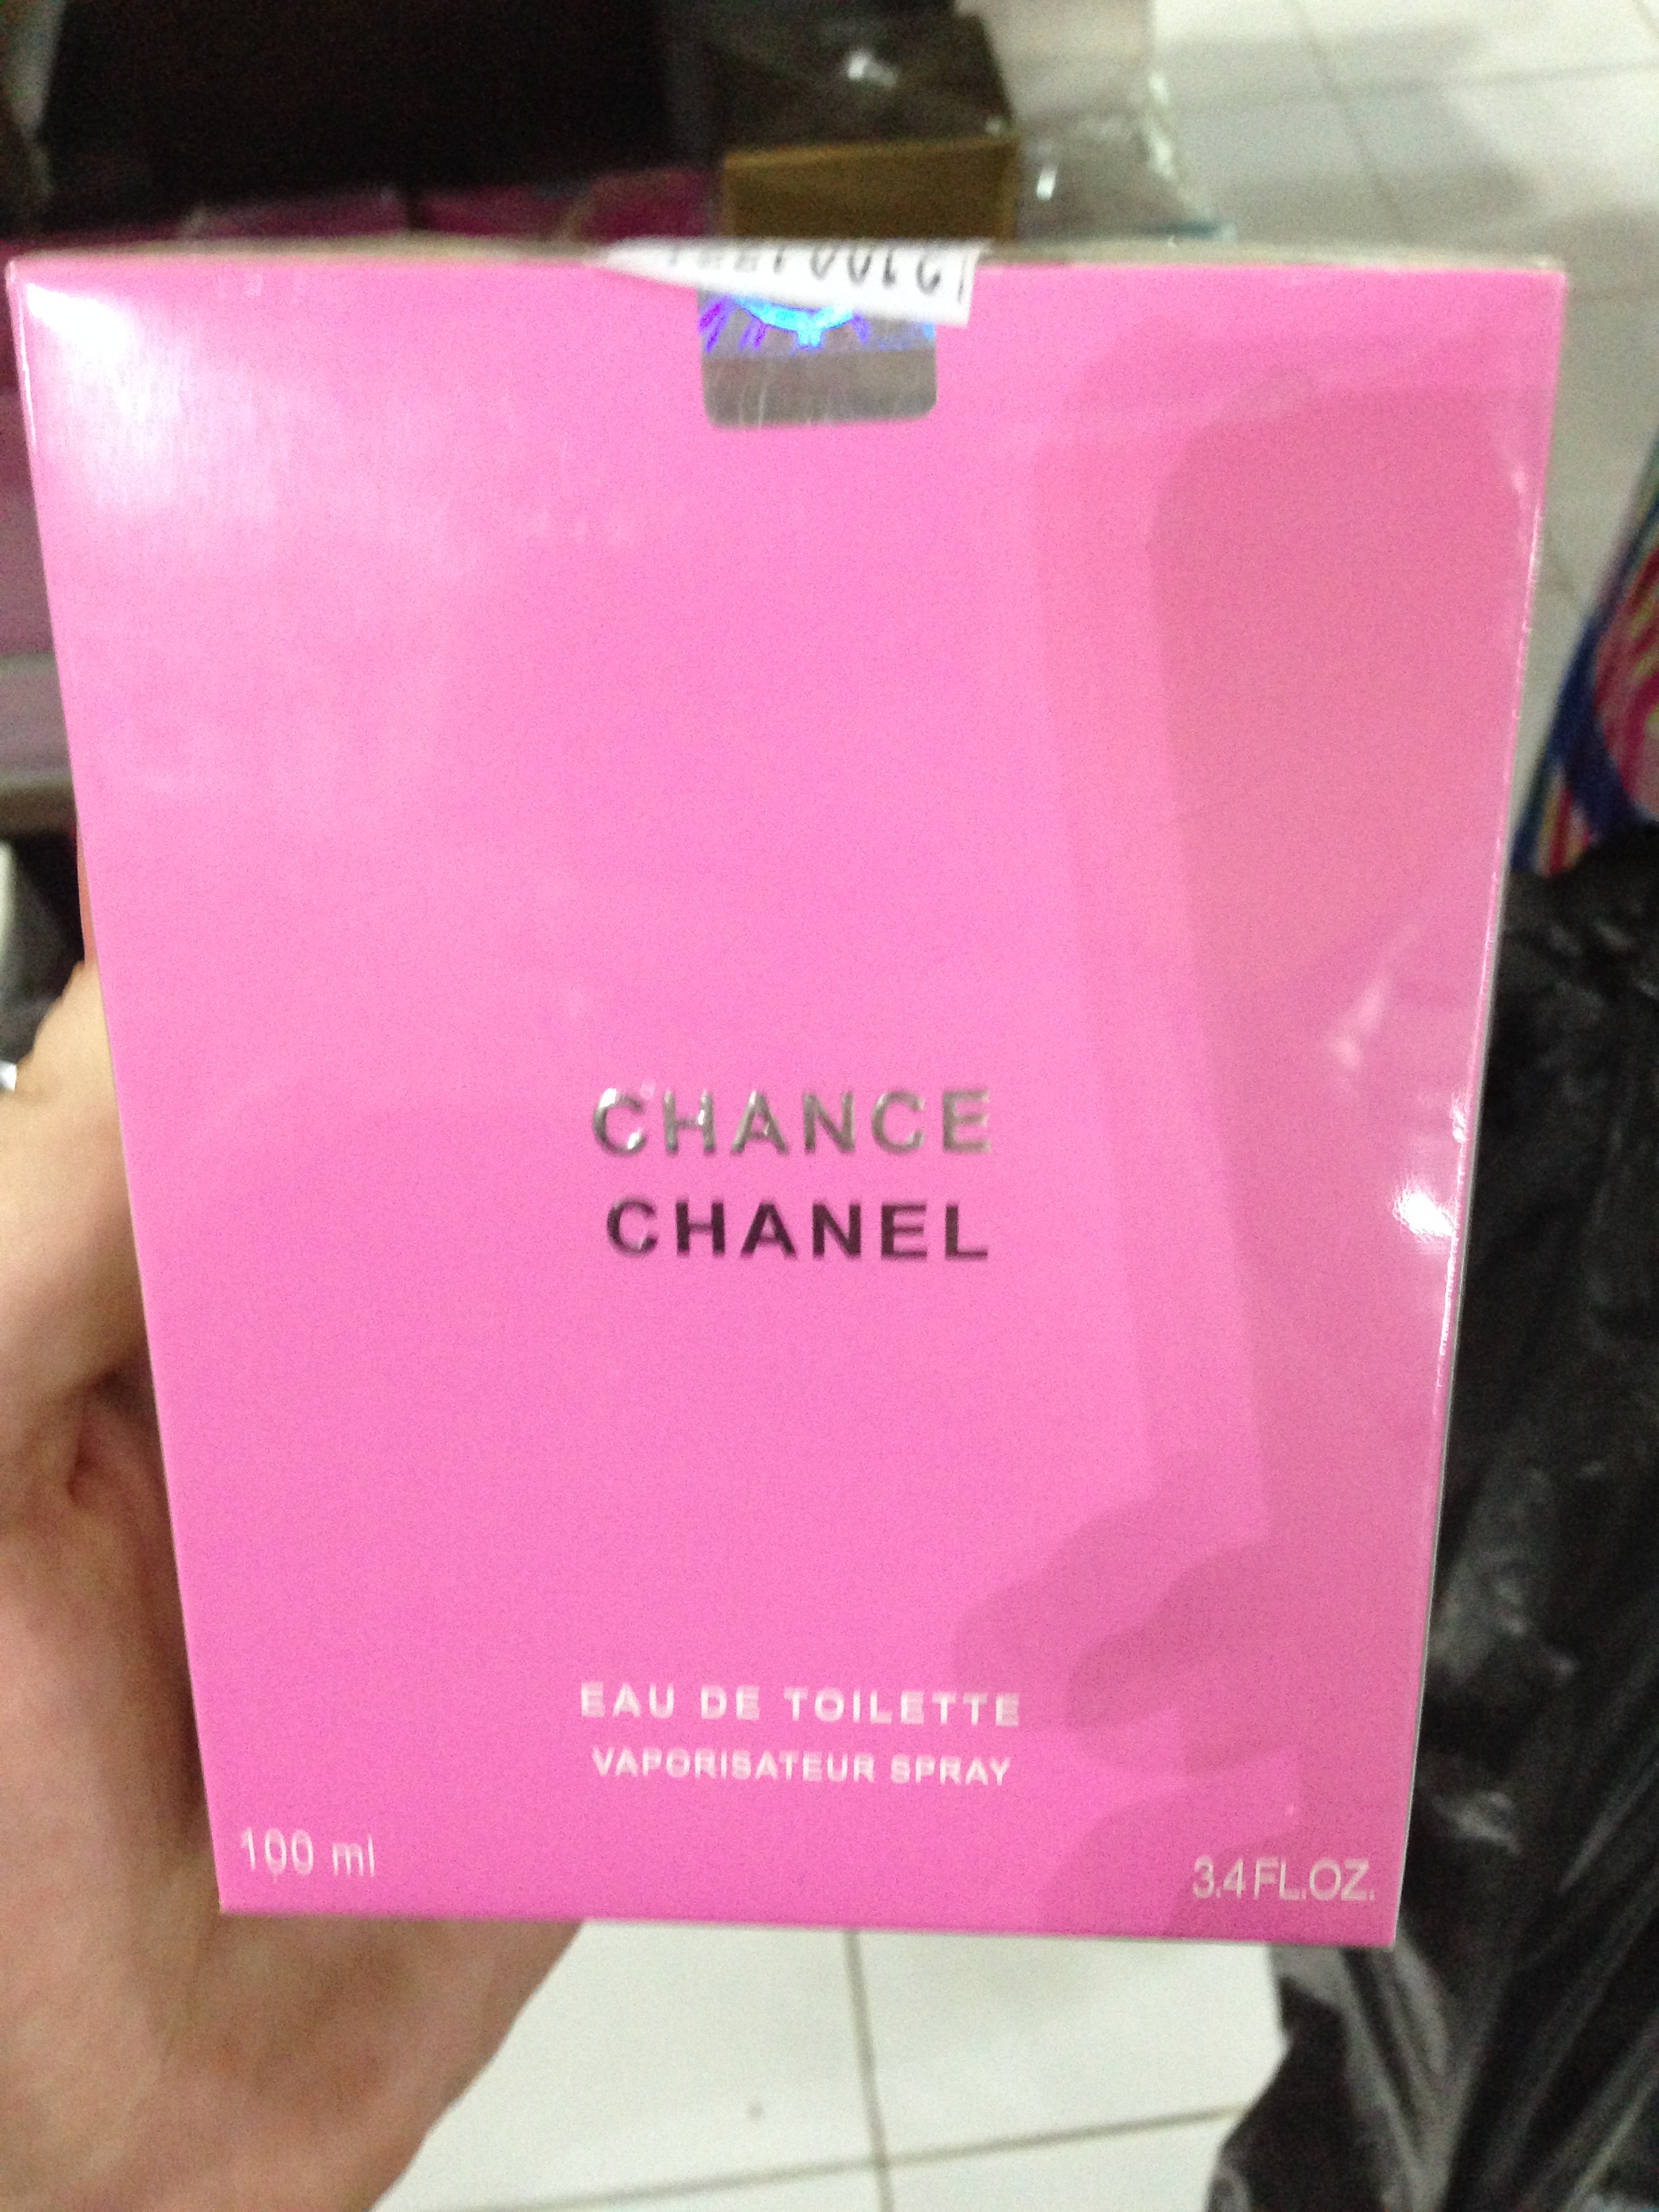 CHANCE
CHANEL
EAU DE TOILETTE
VAPORISATEUR SPRAY
100 ml
3.4 FL.OZ.